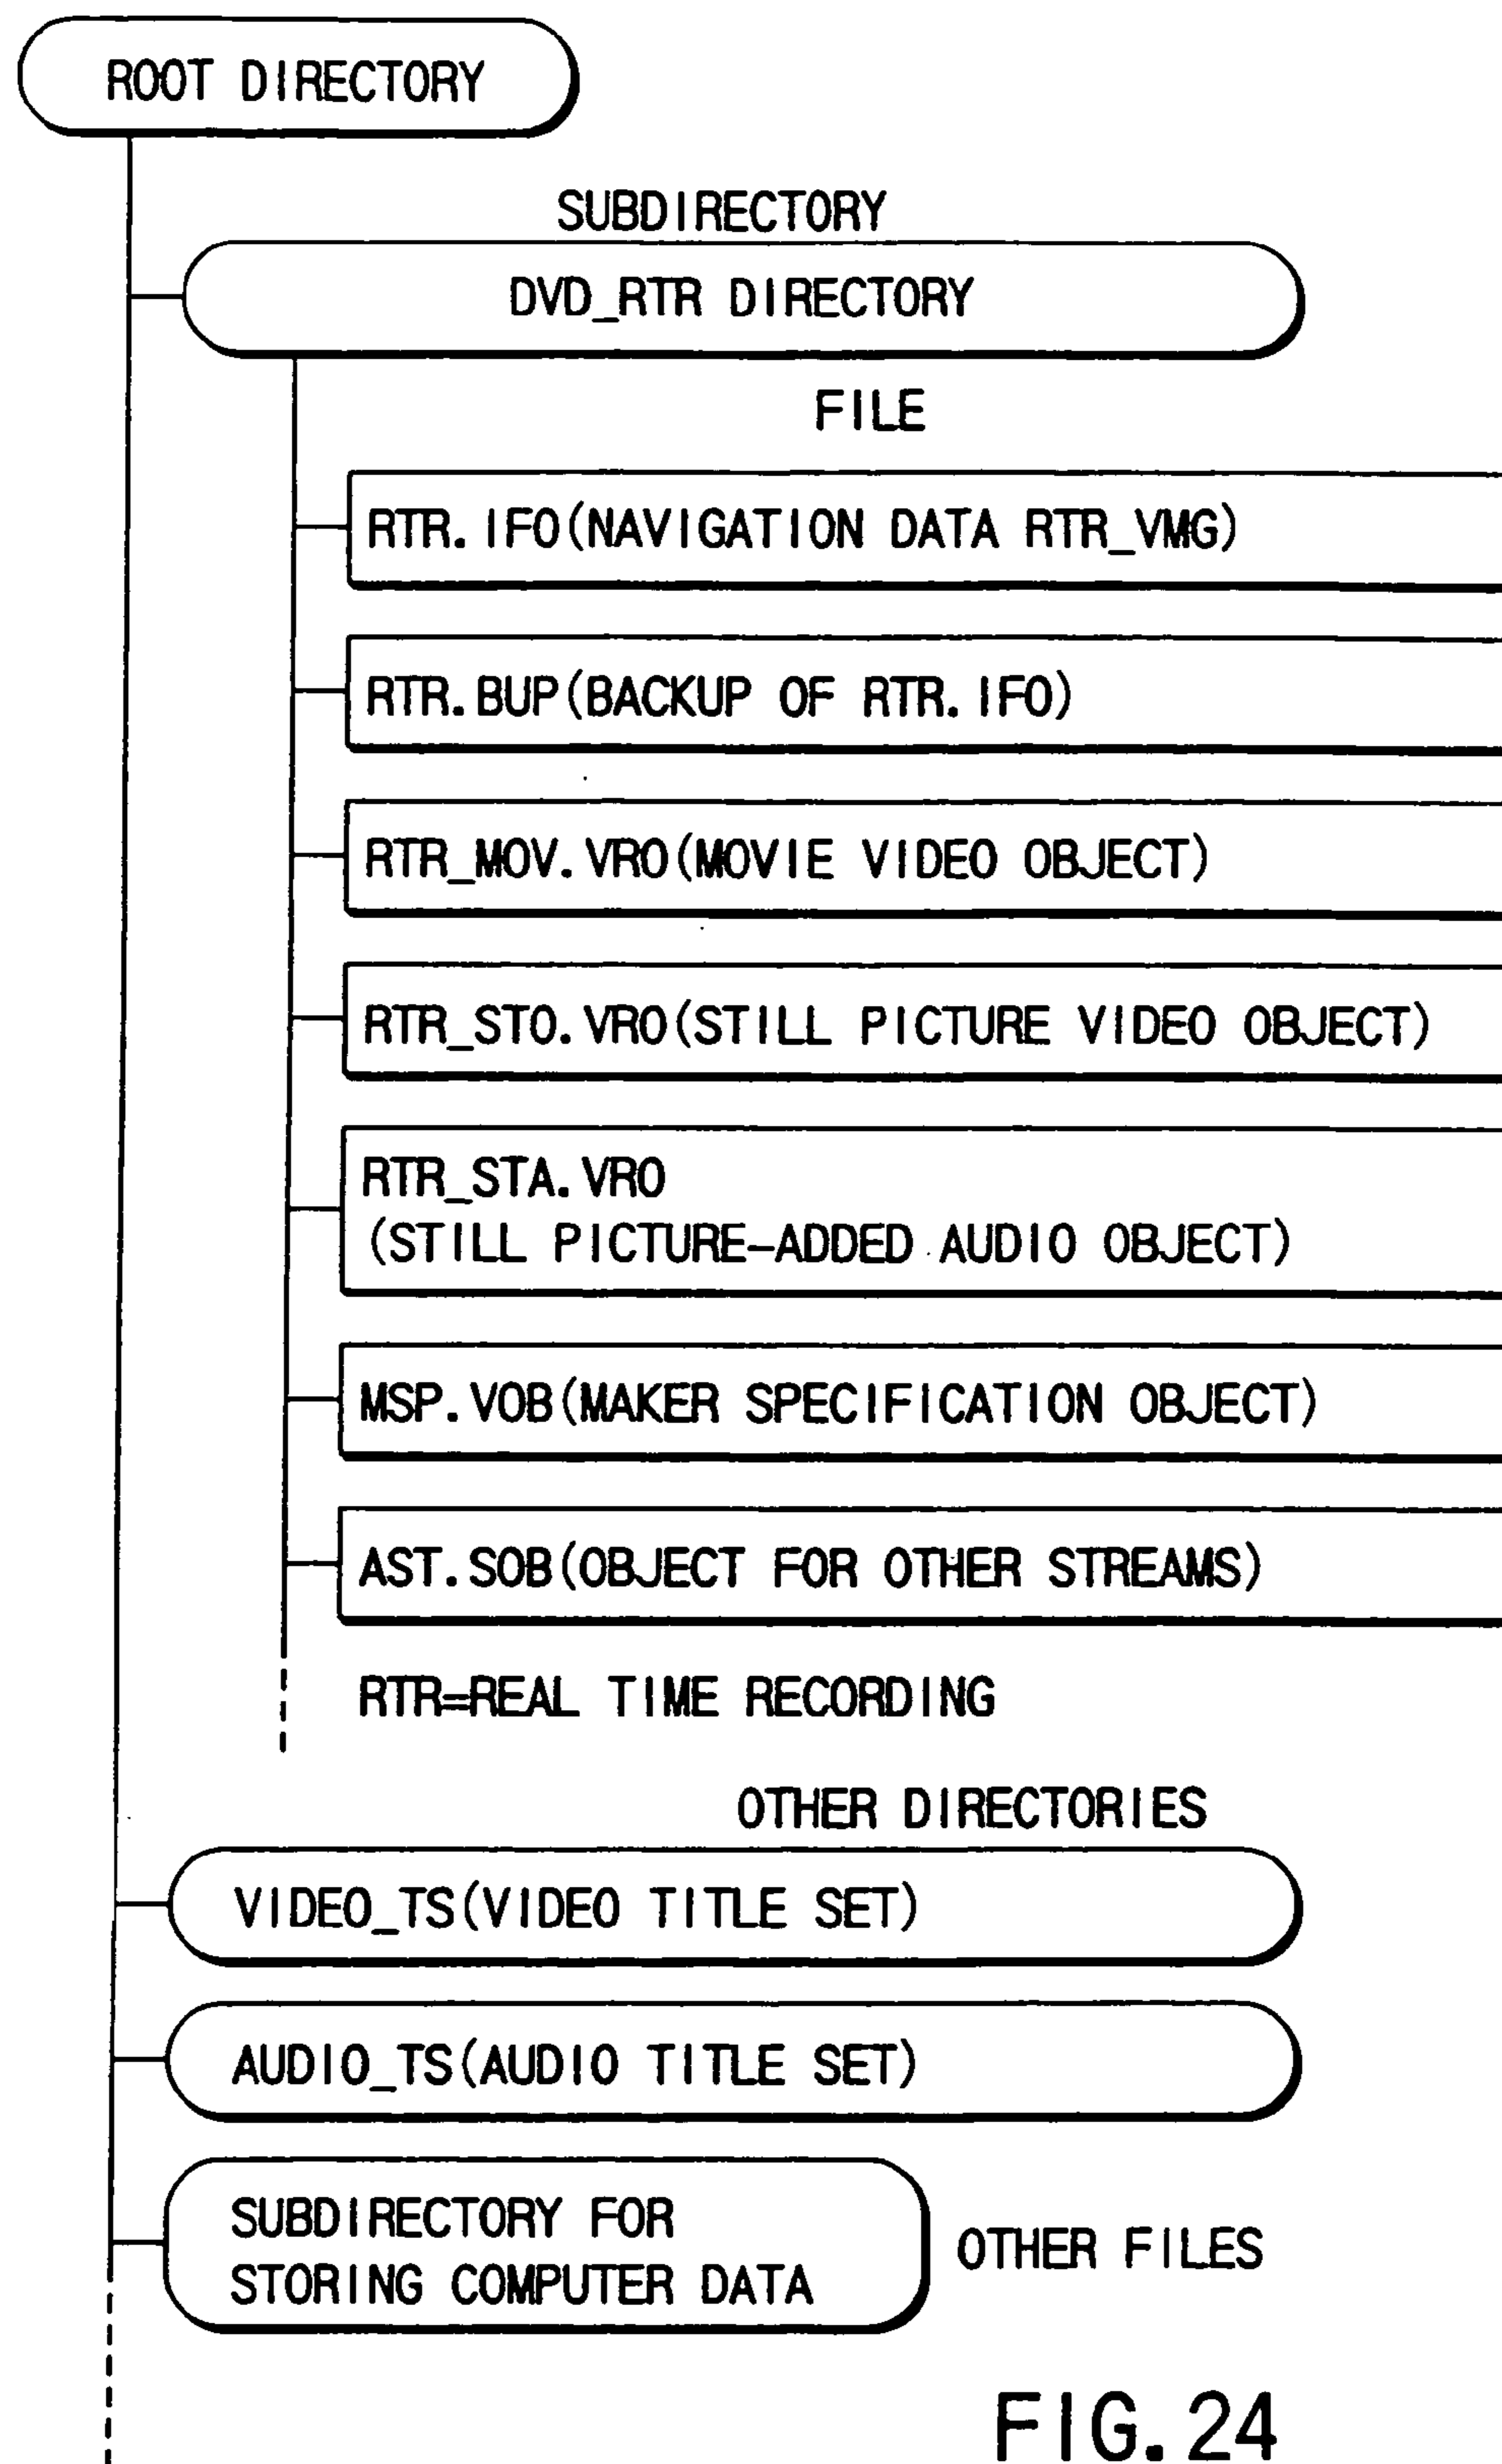 ROOT DIRECTORY
SUBDIRECTORY
DVD_RTR DIRECTORY
FILE
RTR.IFO(NAVIGATION DATA RTR_VMG)
RTR.BUP(BACKUP OF RTR.IFO)
RTR_MOV.VRO(MOVIE VIDEO OBJECT)
RTR_STO.VRO(STILL PICTURE VIDEO OBJECT)
RTR_STA.VRO
(STILL PICTURE-ADDED AUDIO OBJECT)
MSP.VOB(MAKER SPECIFICATION OBJECT)
AST.SOB(OBJECT FOR OTHER STREAMS)
RTR=REAL TIME RECORDING
OTHER DIRECTORIES
VIDEO_TS(VIDEO TITLE SET)
AUDIO_TS(AUDIO TITLE SET)
SUBDIRECTORY FOR
STORING COMPUTER DATA
OTHER FILES
FIG.24